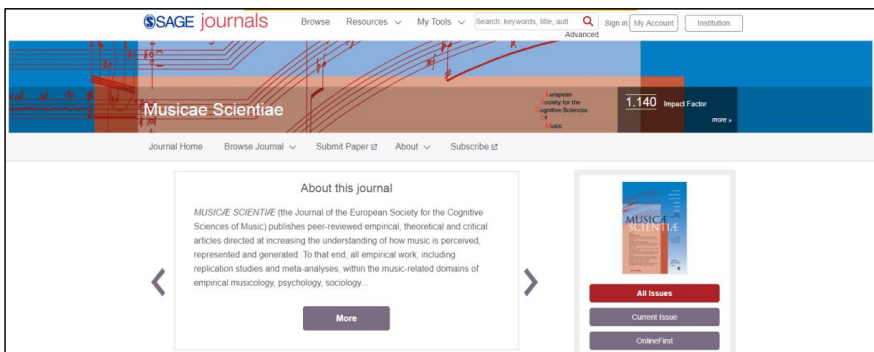 SAGE journals Browse Resources My Tools Search: keywords, title, auth Sign in My Account Institution
Advanced
Musicae Scientiae
European
Society for the
Cognitive Sciences
Of
Music
1.140 Impact Factor
more »
Journal Home Browse Journal Submit Paper About Subscribe
About this journal
MUSICÆ SCIENTIÆ (the Journal of the European Society for the Cognitive
Sciences of Music) publishes peer-reviewed empirical, theoretical and critical
articles directed at increasing the understanding of how music is perceived,
represented and generated. To that end, all empirical work, including
replication studies and meta-analyses, within the music-related domains of
empirical musicology, psychology, sociology...
More
MUSICÆ
SCIENTIÆ
All Issues
Current Issue
OnlineFirst